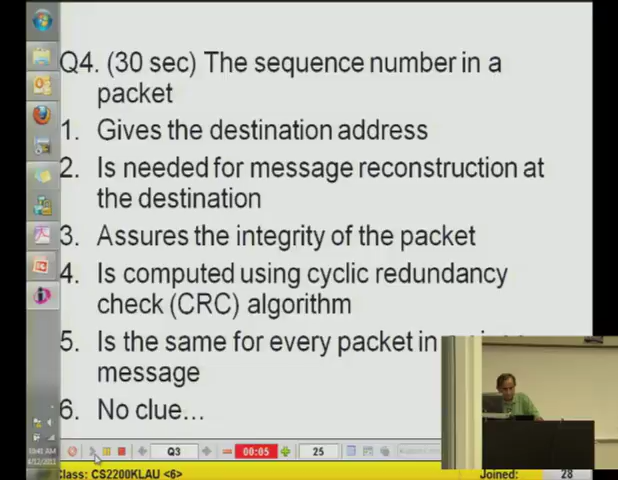 Q4. (30 sec) The sequence number in a
packet
1. Gives the destination address
2. Is needed for message reconstruction at
the destination
3. Assures the integrity of the packet
4. Is computed using cyclic redundancy
check (CRC) algorithm
5. Is the same for every packet in
message
6. No clue…
Q3 00:05 25
Class: CS2200KLAU <6> Joined: 28